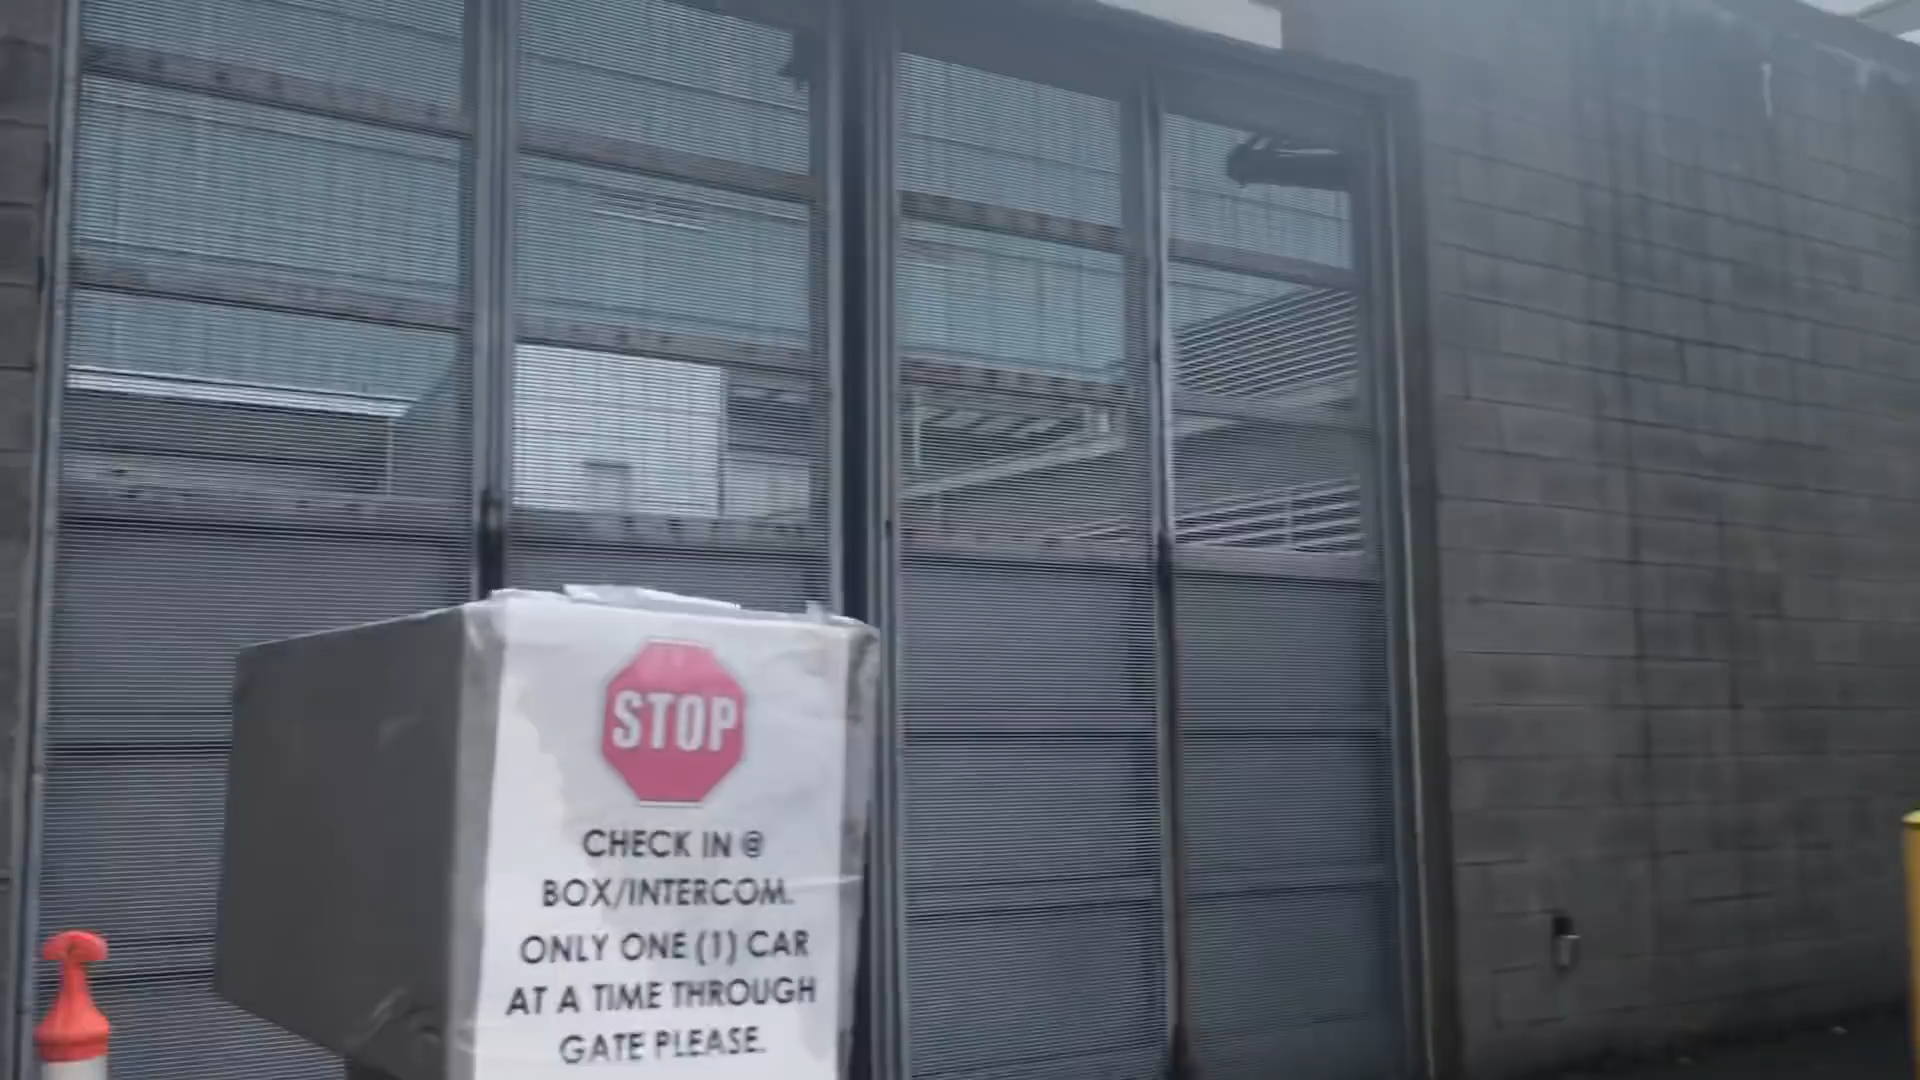 STOP
CHECK IN @
BOX/INTERCOM.
ONLY ONE (1) CAR
AT A TIME THROUGH
GATE PLEASE.